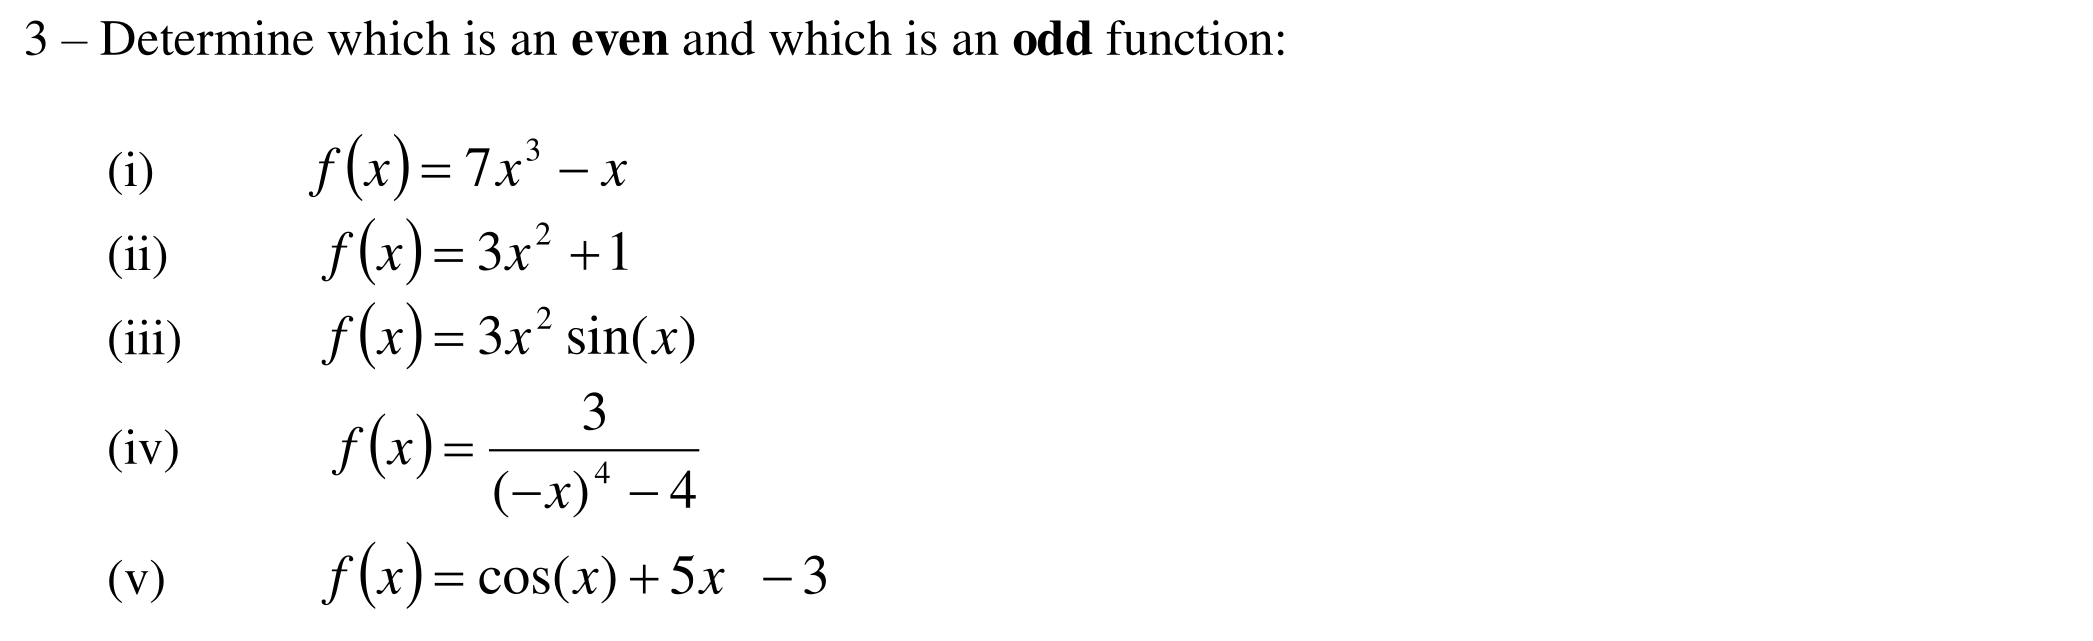 3 – Determine which is an even and which is an odd function:
(i) f(x) = 7x³ − x
(ii) f(x) = 3x² + 1
(iii) f(x) = 3x² sin(x)
(iv) f(x) = 3 / ((−x)⁴ − 4)
(v) f(x) = cos(x) + 5x − 3